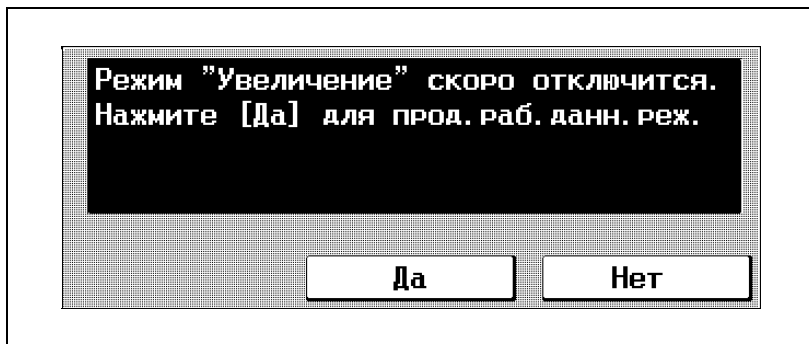 Режим ”Увеличение” скоро отключится.
Нажмите [Да] для прод.раб.данн.реж.
Да
Нет